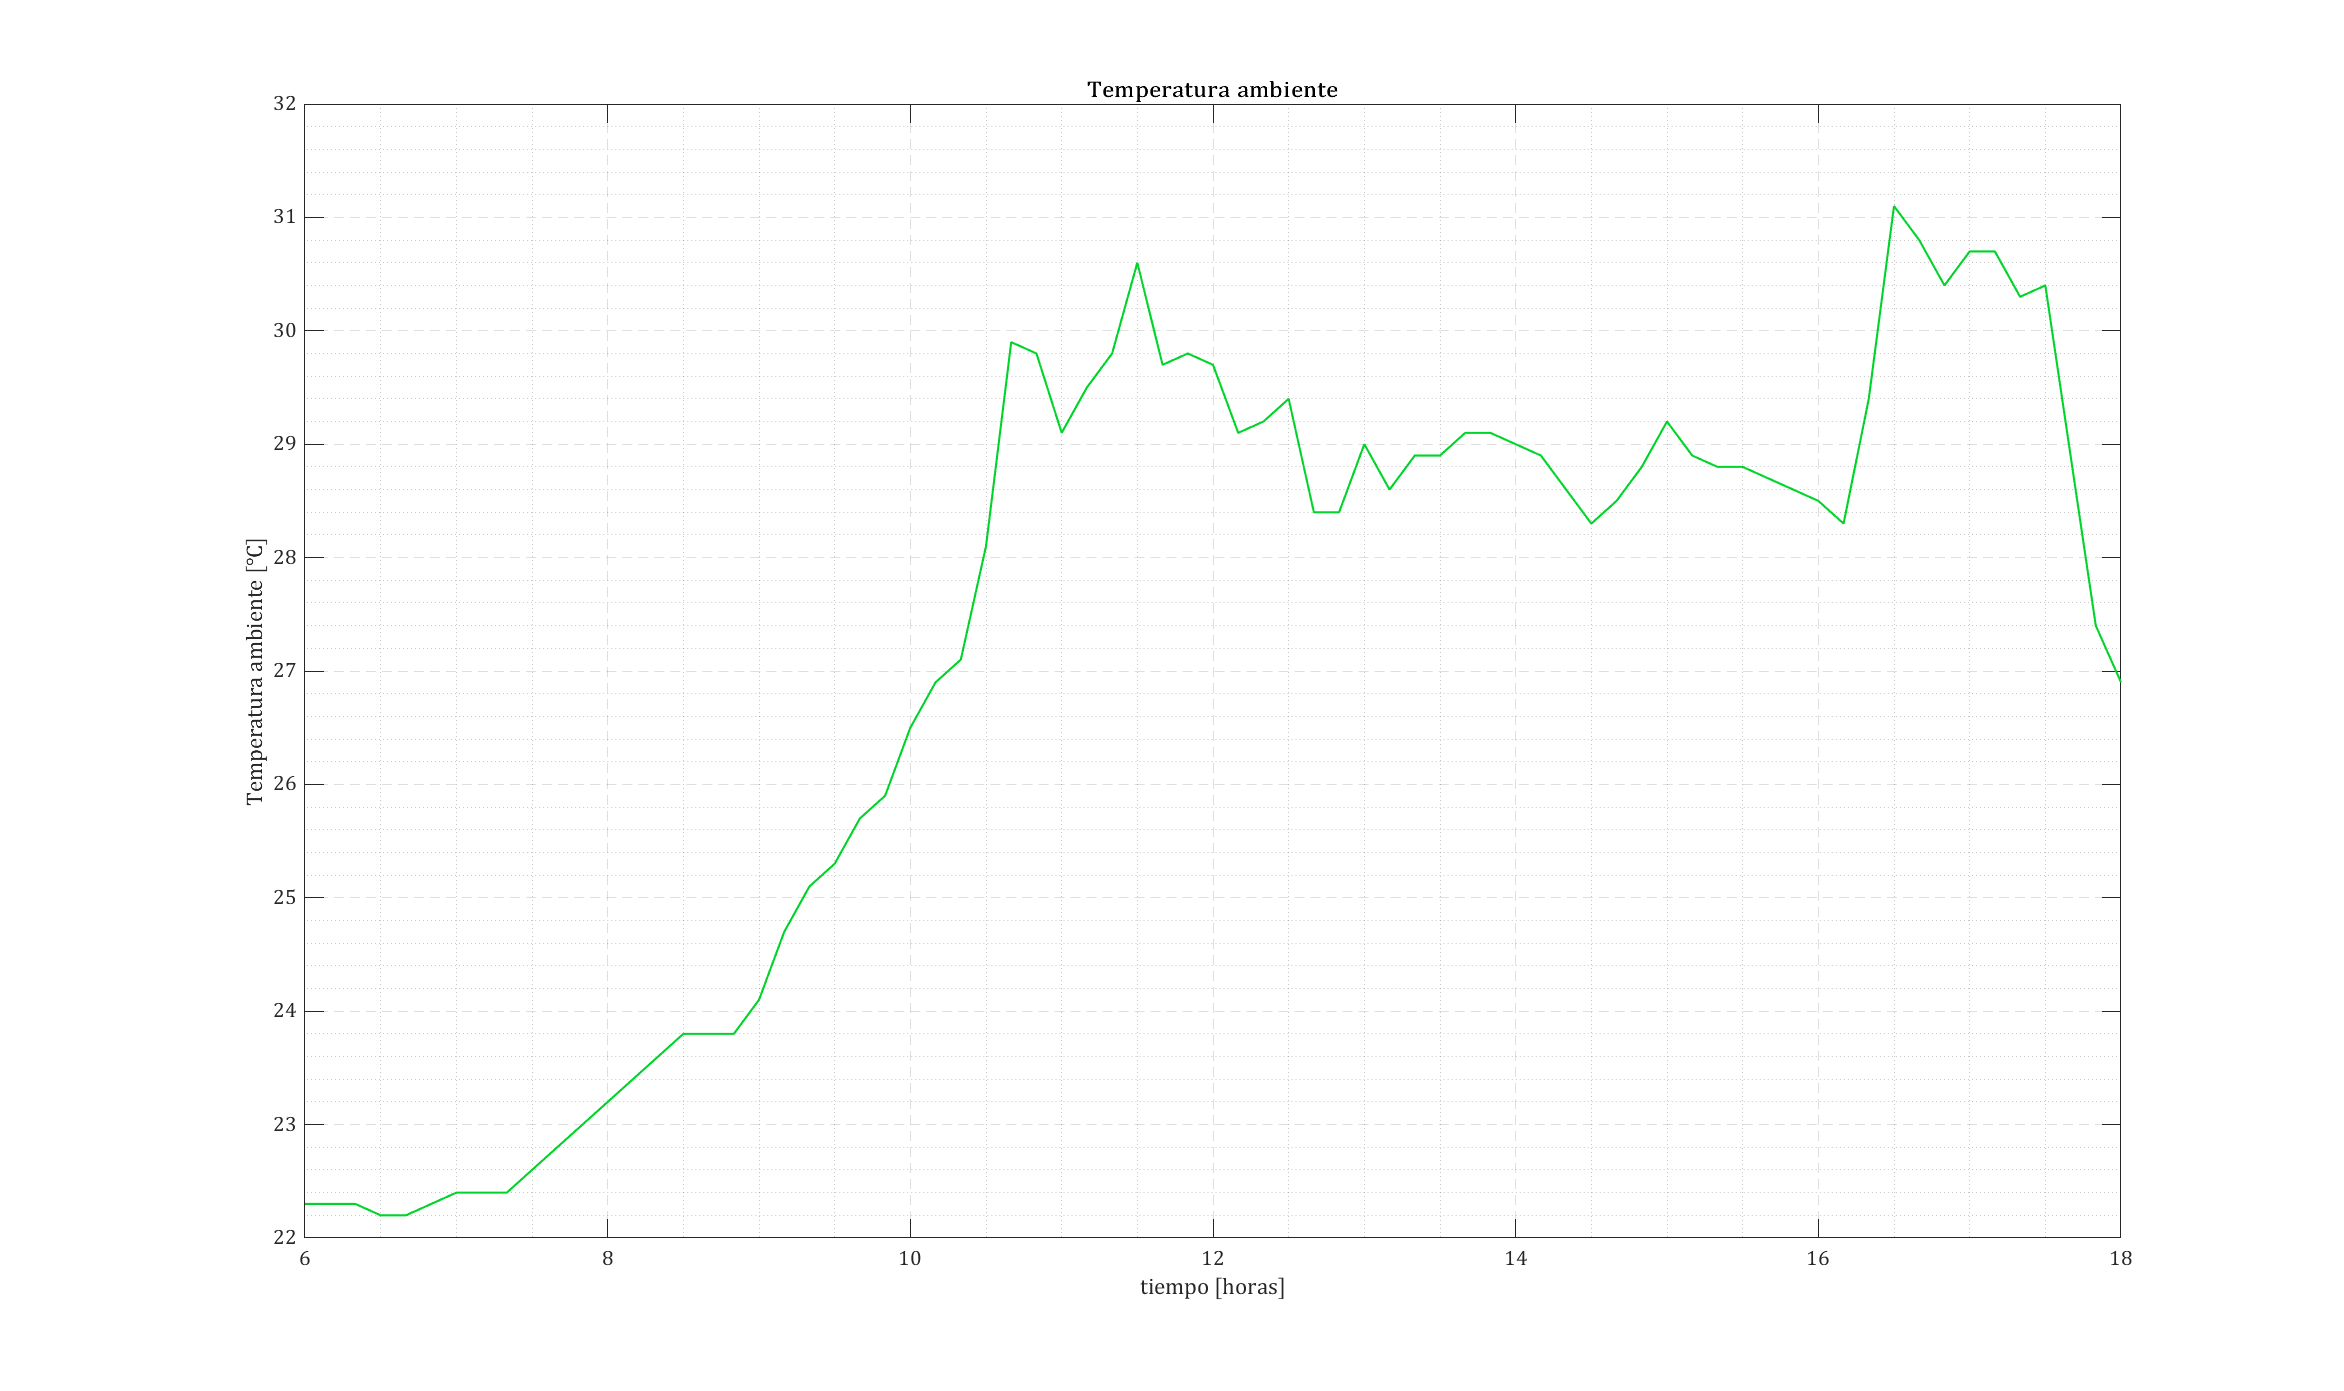 Temperatura ambiente
32
31
30
29
28
27
26
25
24
23
22
Temperatura ambiente [°C]
6 8 10 12 14 16 18
tiempo [horas]